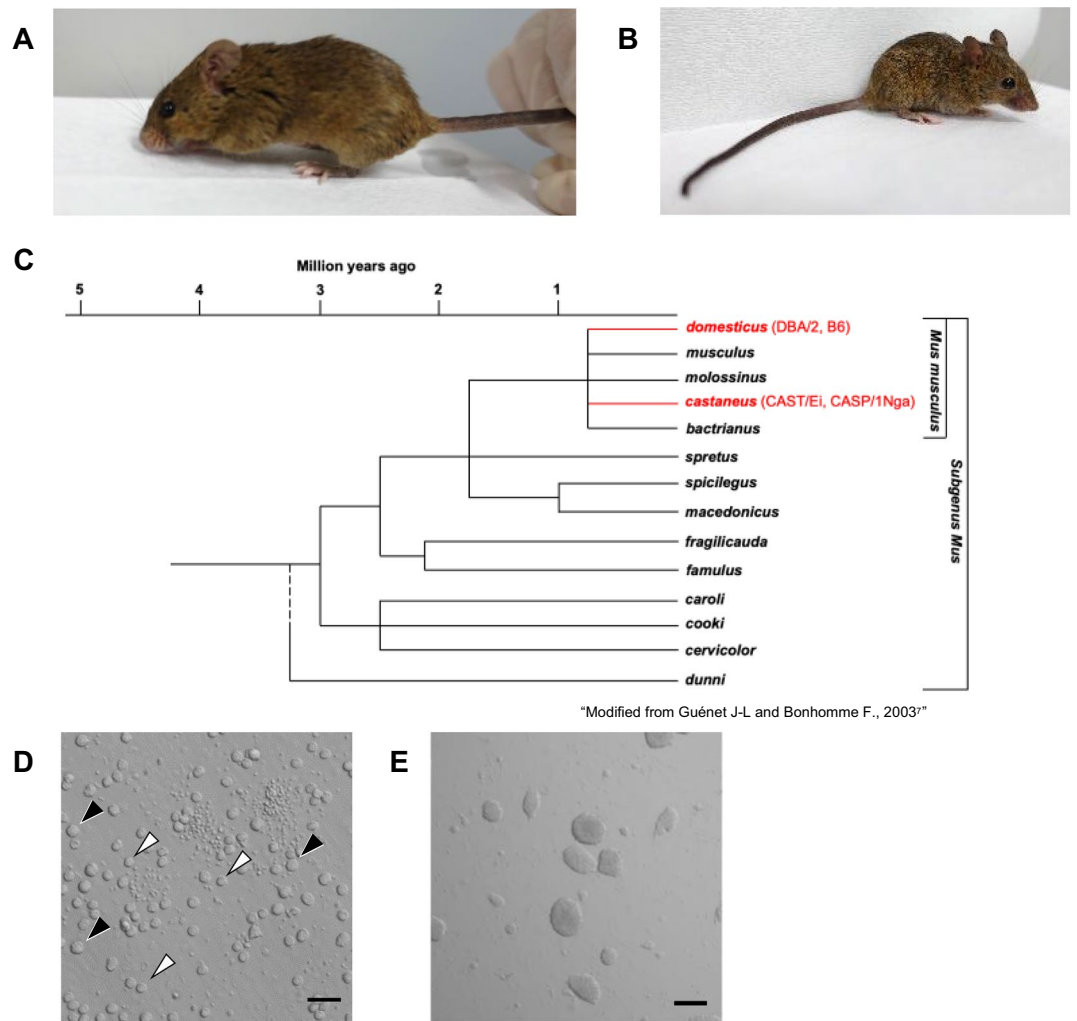 A
B
C
Million years ago
5 4 3 2 1
domesticus (DBA/2, B6)
musculus
molossinus
castaneus (CAST/Ei, CASP/1Nga)
bactrianus
spretus
spicilegus
macedonicus
fragilicauda
famulus
caroli
cooki
cervicolor
dunni
Mus musculus
Subgenus Mus
“Modified from Guénet J-L and Bonhomme F., 2003⁷”
D
E